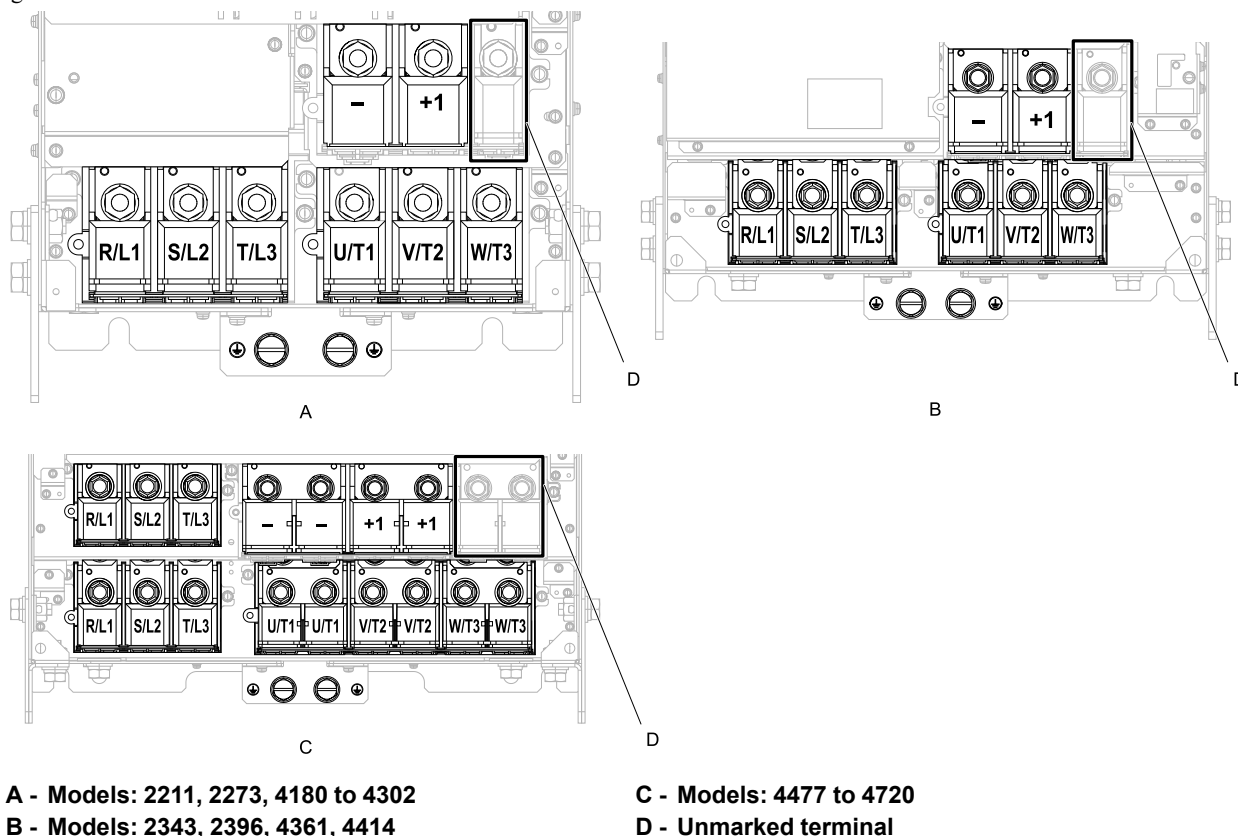 - +1
R/L1 S/L2 T/L3 U/T1 V/T2 W/T3
D
A
- +1
R/L1 S/L2 T/L3 U/T1 V/T2 W/T3
D
B
R/L1 S/L2 T/L3 - - +1 +1
R/L1 S/L2 T/L3 U/T1 U/T1 V/T2 V/T2 W/T3 W/T3
D
C
A - Models: 2211, 2273, 4180 to 4302
B - Models: 2343, 2396, 4361, 4414
C - Models: 4477 to 4720
D - Unmarked terminal